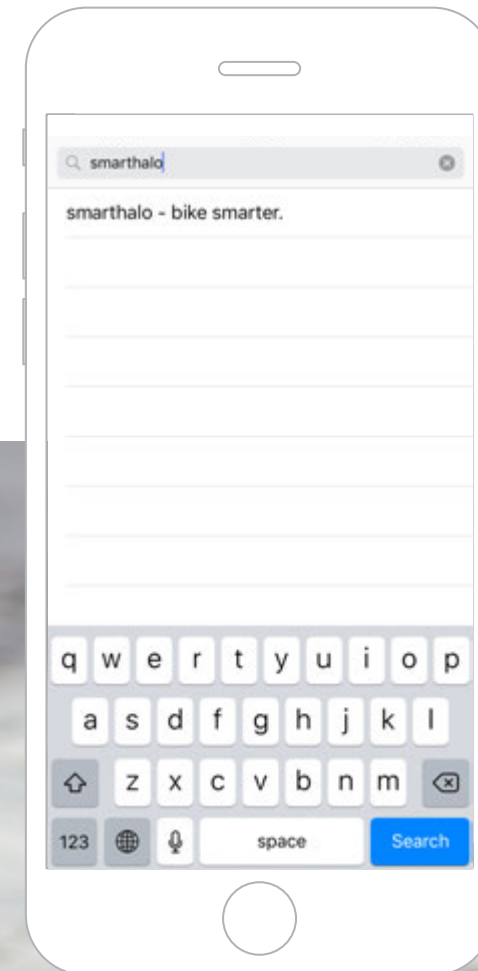 smarthalo
smarthalo - bike smarter.
q w e r t y u i o p
a s d f g h j k l
z x c v b n m
123 space Search